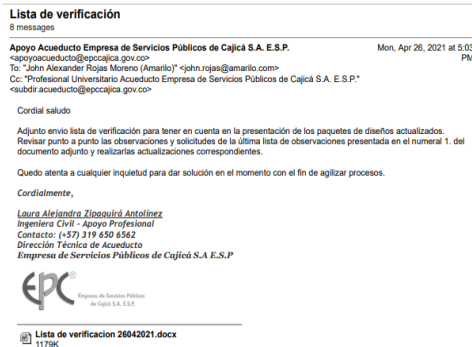 Lista de verificación
8 messages
Apoyo Acueducto Empresa de Servicios Públicos de Cajicá S.A. E.S.P. Mon, Apr 26, 2021 at 5:03
<apoyoacueducto@epccajica.gov.co> PM
To: "John Alexander Rojas Moreno (Amarilo)" <john.rojas@amarilo.com>
Cc: "Profesional Universitario Acueducto Empresa de Servicios Públicos de Cajicá S.A. E.S.P."
<subdir.acueducto@epccajica.gov.co>
Cordial saludo
Adjunto envio lista de verificación para tener en cuenta en la presentación de los paquetes de diseños actualizados.
Revisar punto a punto las observaciones y solicitudes de la última lista de observaciones presentada en el numeral 1. del
documento adjunto y realizarlas actualizaciones correspondientes.
Quedo atenta a cualquier inquietud para dar solución en el momento con el fin de agilizar procesos.
Cordialmente,
Laura Alejandra Zipaquirá Antolínez
Ingeniera Civil - Apoyo Profesional
Contacto: (+57) 319 650 6562
Dirección Técnica de Acueducto
Empresa de Servicios Públicos de Cajicá S.A E.S.P
EPC®
Empresa de Servicios Públicos
de Cajicá S.A. E.S.P.
Lista de verificacion 26042021.docx
1179K